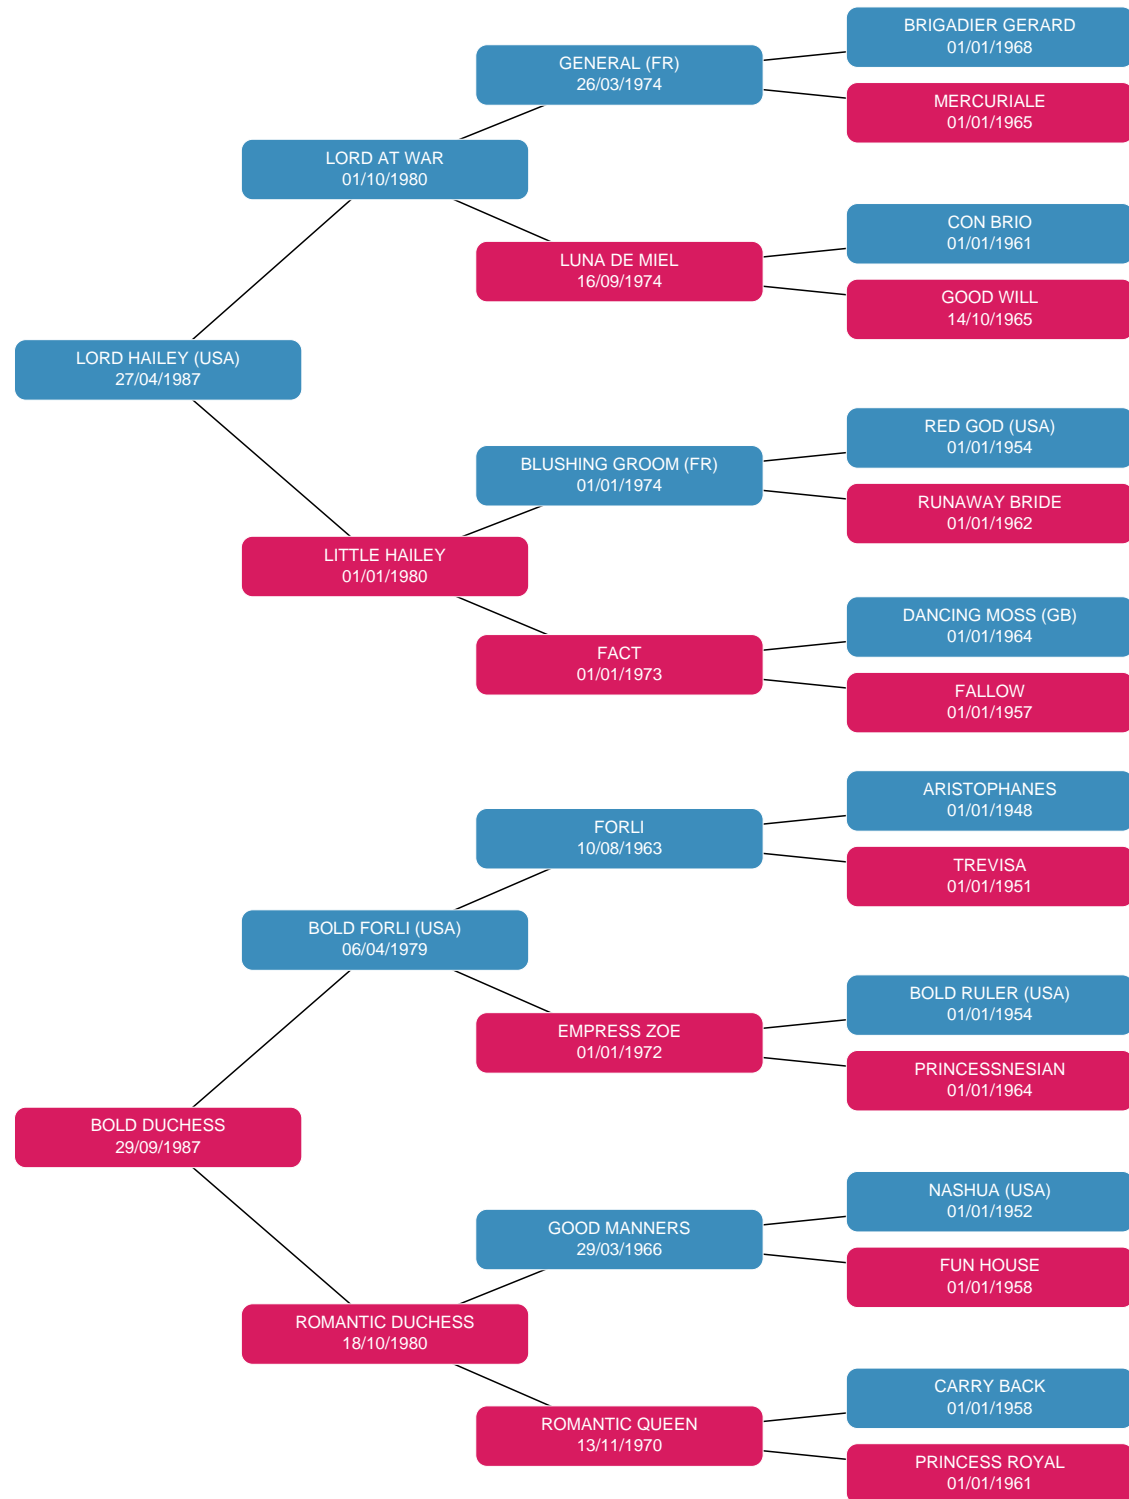 BRIGADIER GERARD
01/01/1968
GENERAL (FR)
26/03/1974
MERCURIALE
01/01/1965
LORD AT WAR
01/10/1980
CON BRIO
01/01/1961
LUNA DE MIEL
16/09/1974
GOOD WILL
14/10/1965
LORD HAILEY (USA)
27/04/1987
RED GOD (USA)
01/01/1954
BLUSHING GROOM (FR)
01/01/1974
RUNAWAY BRIDE
01/01/1962
LITTLE HAILEY
01/01/1980
DANCING MOSS (GB)
01/01/1964
FACT
01/01/1973
FALLOW
01/01/1957
ARISTOPHANES
01/01/1948
FORLI
10/08/1963
TREVISA
01/01/1951
BOLD FORLI (USA)
06/04/1979
BOLD RULER (USA)
01/01/1954
EMPRESS ZOE
01/01/1972
PRINCESSNESIAN
01/01/1964
BOLD DUCHESS
29/09/1987
NASHUA (USA)
01/01/1952
GOOD MANNERS
29/03/1966
FUN HOUSE
01/01/1958
ROMANTIC DUCHESS
18/10/1980
CARRY BACK
01/01/1958
ROMANTIC QUEEN
13/11/1970
PRINCESS ROYAL
01/01/1961